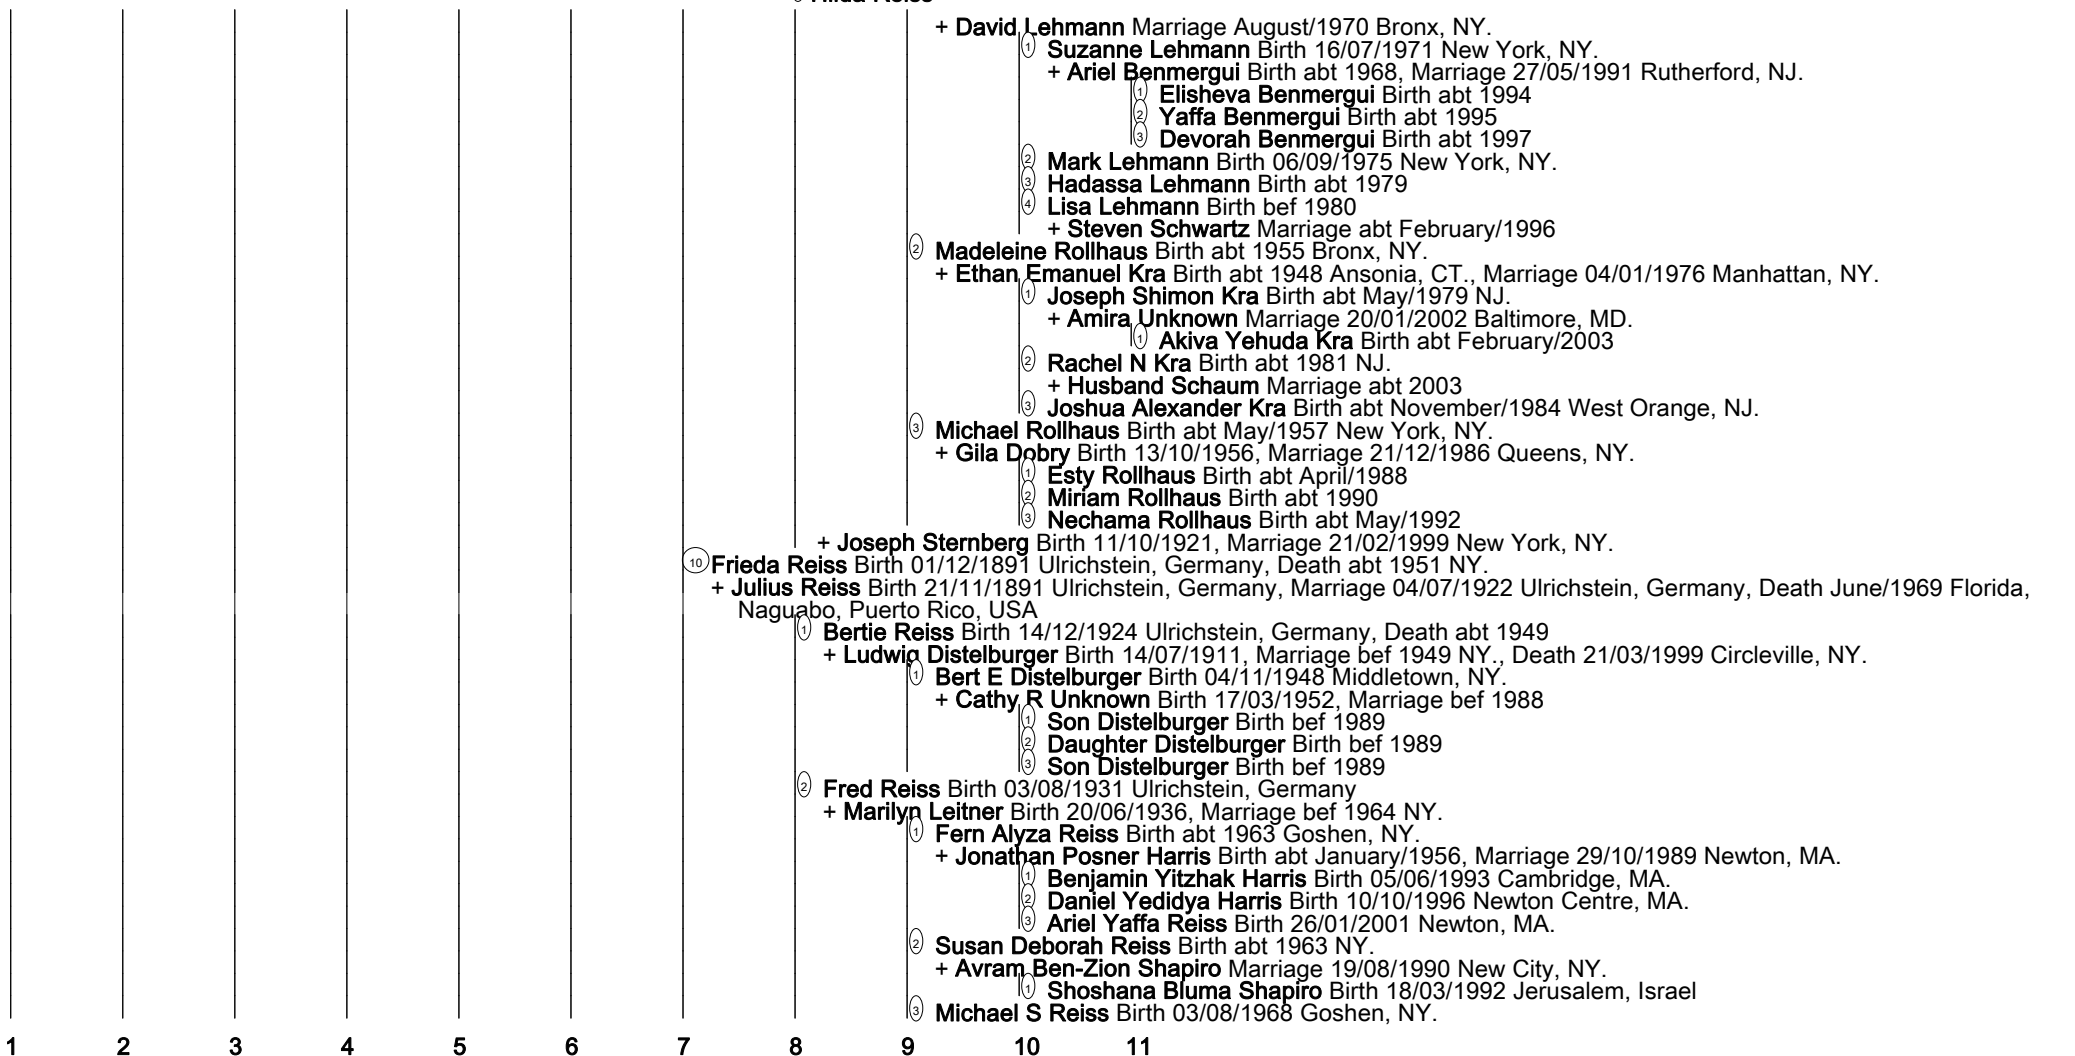 Hilda Reiss
+ David Lehmann Marriage August/1970 Bronx, NY.
1 Suzanne Lehmann Birth 16/07/1971 New York, NY.
+ Ariel Benmergui Birth abt 1968, Marriage 27/05/1991 Rutherford, NJ.
1 Elisheva Benmergui Birth abt 1994
2 Yaffa Benmergui Birth abt 1995
3 Devorah Benmergui Birth abt 1997
2 Mark Lehmann Birth 06/09/1975 New York, NY.
3 Hadassa Lehmann Birth abt 1979
4 Lisa Lehmann Birth bef 1980
+ Steven Schwartz Marriage abt February/1996
2 Madeleine Rollhaus Birth abt 1955 Bronx, NY.
+ Ethan Emanuel Kra Birth abt 1948 Ansonia, CT., Marriage 04/01/1976 Manhattan, NY.
1 Joseph Shimon Kra Birth abt May/1979 NJ.
+ Amira Unknown Marriage 20/01/2002 Baltimore, MD.
1 Akiva Yehuda Kra Birth abt February/2003
2 Rachel N Kra Birth abt 1981 NJ.
+ Husband Schaum Marriage abt 2003
3 Joshua Alexander Kra Birth abt November/1984 West Orange, NJ.
3 Michael Rollhaus Birth abt May/1957 New York, NY.
+ Gila Dobry Birth 13/10/1956, Marriage 21/12/1986 Queens, NY.
1 Esty Rollhaus Birth abt April/1988
2 Miriam Rollhaus Birth abt 1990
3 Nechama Rollhaus Birth abt May/1992
+ Joseph Sternberg Birth 11/10/1921, Marriage 21/02/1999 New York, NY.
10 Frieda Reiss Birth 01/12/1891 Ulrichstein, Germany, Death abt 1951 NY.
+ Julius Reiss Birth 21/11/1891 Ulrichstein, Germany, Marriage 04/07/1922 Ulrichstein, Germany, Death June/1969 Florida,
Naguabo, Puerto Rico, USA
1 Bertie Reiss Birth 14/12/1924 Ulrichstein, Germany, Death abt 1949
+ Ludwig Distelburger Birth 14/07/1911, Marriage bef 1949 NY., Death 21/03/1999 Circleville, NY.
1 Bert E Distelburger Birth 04/11/1948 Middletown, NY.
+ Cathy R Unknown Birth 17/03/1952, Marriage bef 1988
1 Son Distelburger Birth bef 1989
2 Daughter Distelburger Birth bef 1989
3 Son Distelburger Birth bef 1989
2 Fred Reiss Birth 03/08/1931 Ulrichstein, Germany
+ Marilyn Leitner Birth 20/06/1936, Marriage bef 1964 NY.
1 Fern Alyza Reiss Birth abt 1963 Goshen, NY.
+ Jonathan Posner Harris Birth abt January/1956, Marriage 29/10/1989 Newton, MA.
1 Benjamin Yitzhak Harris Birth 05/06/1993 Cambridge, MA.
2 Daniel Yedidya Harris Birth 10/10/1996 Newton Centre, MA.
3 Ariel Yaffa Reiss Birth 26/01/2001 Newton, MA.
2 Susan Deborah Reiss Birth abt 1963 NY.
+ Avram Ben-Zion Shapiro Marriage 19/08/1990 New City, NY.
1 Shoshana Bluma Shapiro Birth 18/03/1992 Jerusalem, Israel
3 Michael S Reiss Birth 03/08/1968 Goshen, NY.
1 2 3 4 5 6 7 8 9 10 11